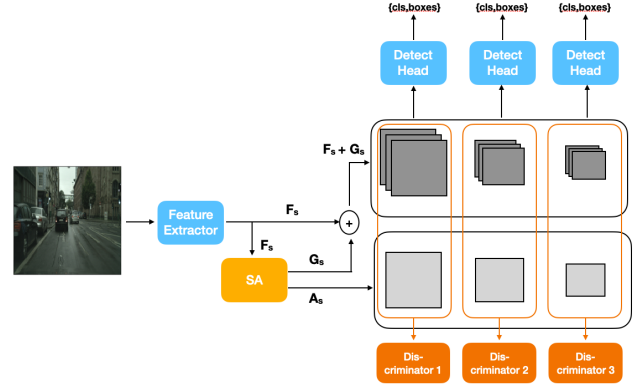 {cls,boxes} {cls,boxes} {cls,boxes}
Detect Head
Detect Head
Detect Head
Fs + Gs
Feature Extractor
Fs
+
Fs
SA
Gs
As
Dis-
criminator 1
Dis-
criminator 2
Dis-
criminator 3